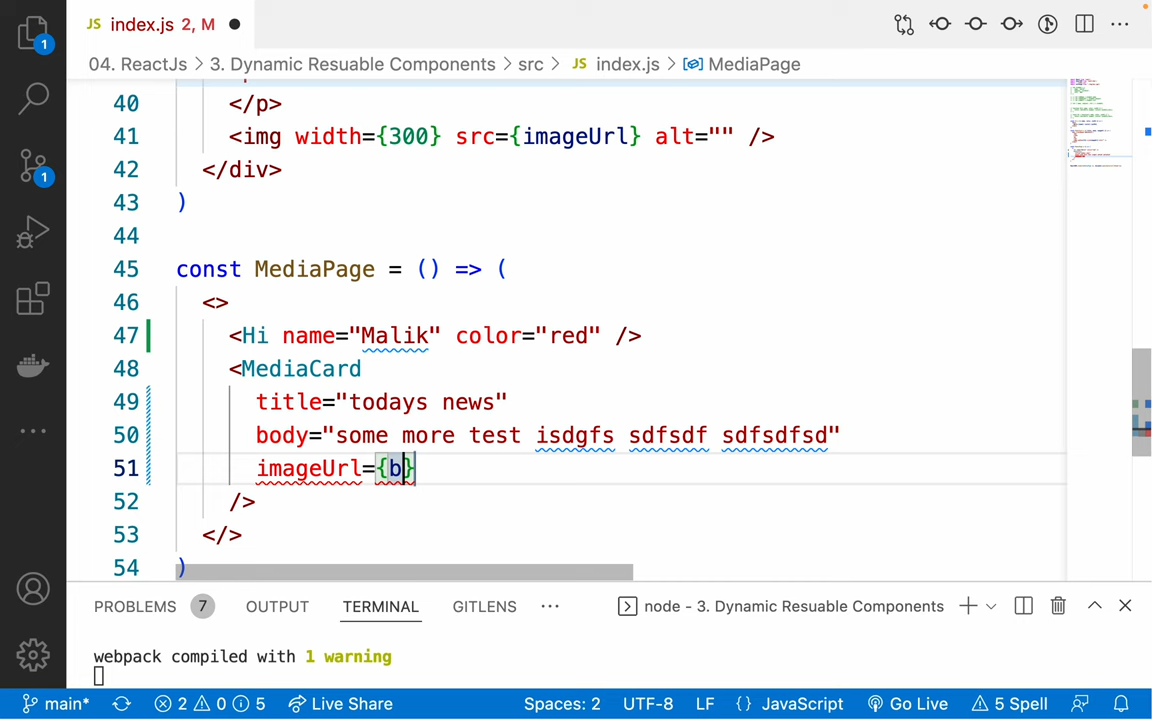 JS index.js 2, M
04. ReactJs > 3. Dynamic Resuable Components > src > JS index.js > MediaPage
40 </p>
41 <img width={300} src={imageUrl} alt="" />
42 </div>
43 )
44
45 const MediaPage = () => (
46 <>
47 <Hi name="Malik" color="red" />
48 <MediaCard
49 title="todays news"
50 body="some more test isdgfs sdfsdf sdfsdfsd"
51 imageUrl={b}
52 />
53 </>
54 )
1
1
PROBLEMS 7 OUTPUT TERMINAL GITLENS node - 3. Dynamic Resuable Components
webpack compiled with 1 warning
main* 2 0 5 Live Share Spaces: 2 UTF-8 LF {} JavaScript Go Live 5 Spell